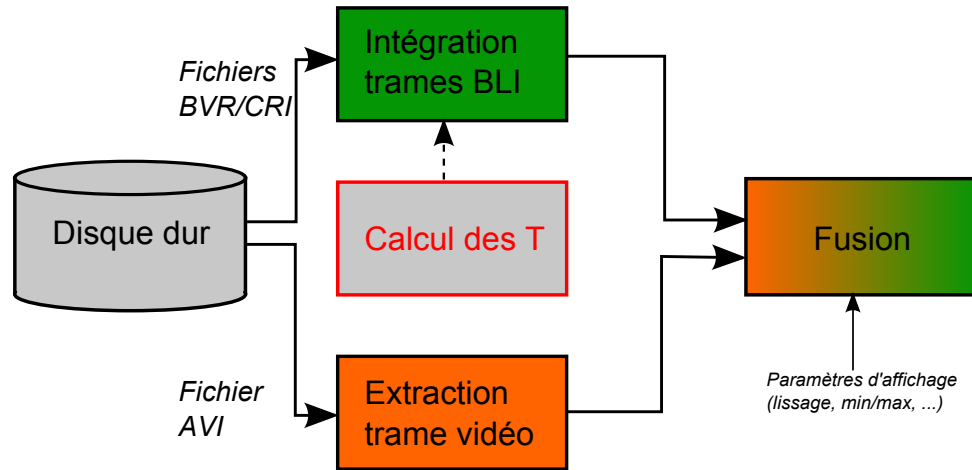 Intégration
trames BLI
Fichiers
BVR/CRI
Disque dur
Calcul des T
Fusion
Extraction
trame vidéo
Fichier
AVI
Paramètres d'affichage
(lissage, min/max, ...)